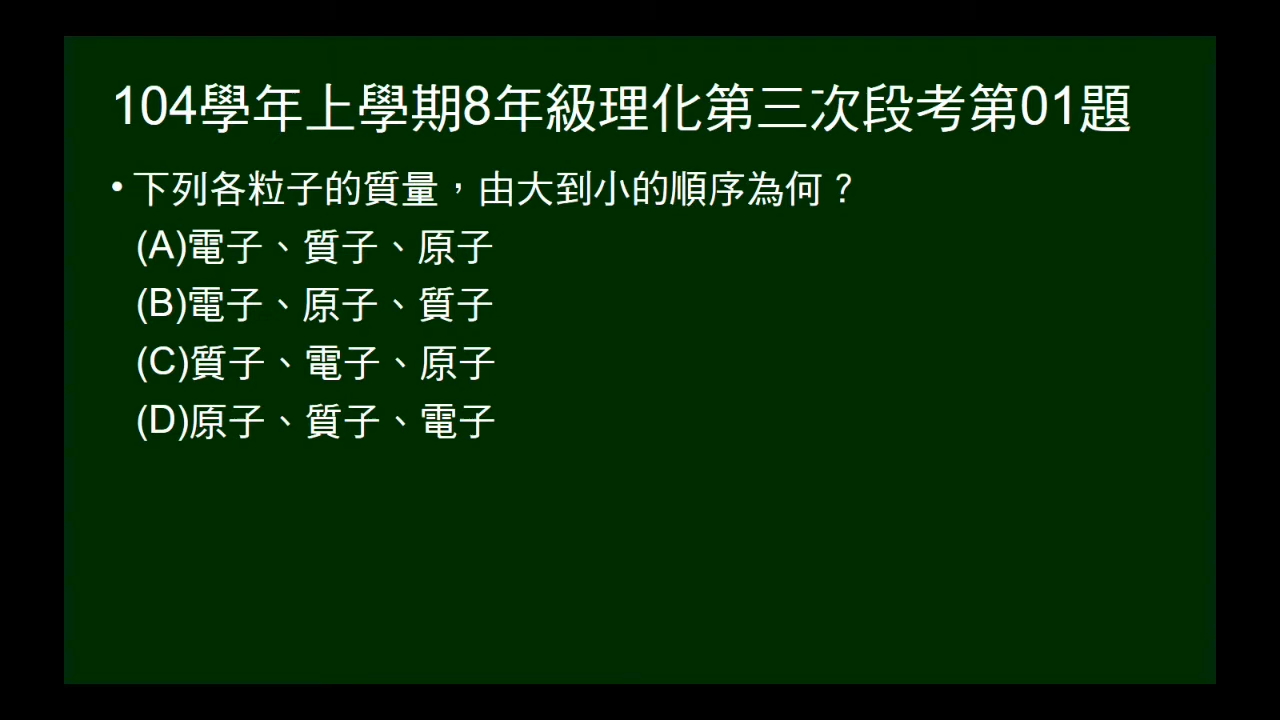 104學年上學期8年級理化第三次段考第01題
• 下列各粒子的質量，由大到小的順序為何？
(A)電子、質子、原子
(B)電子、原子、質子
(C)質子、電子、原子
(D)原子、質子、電子